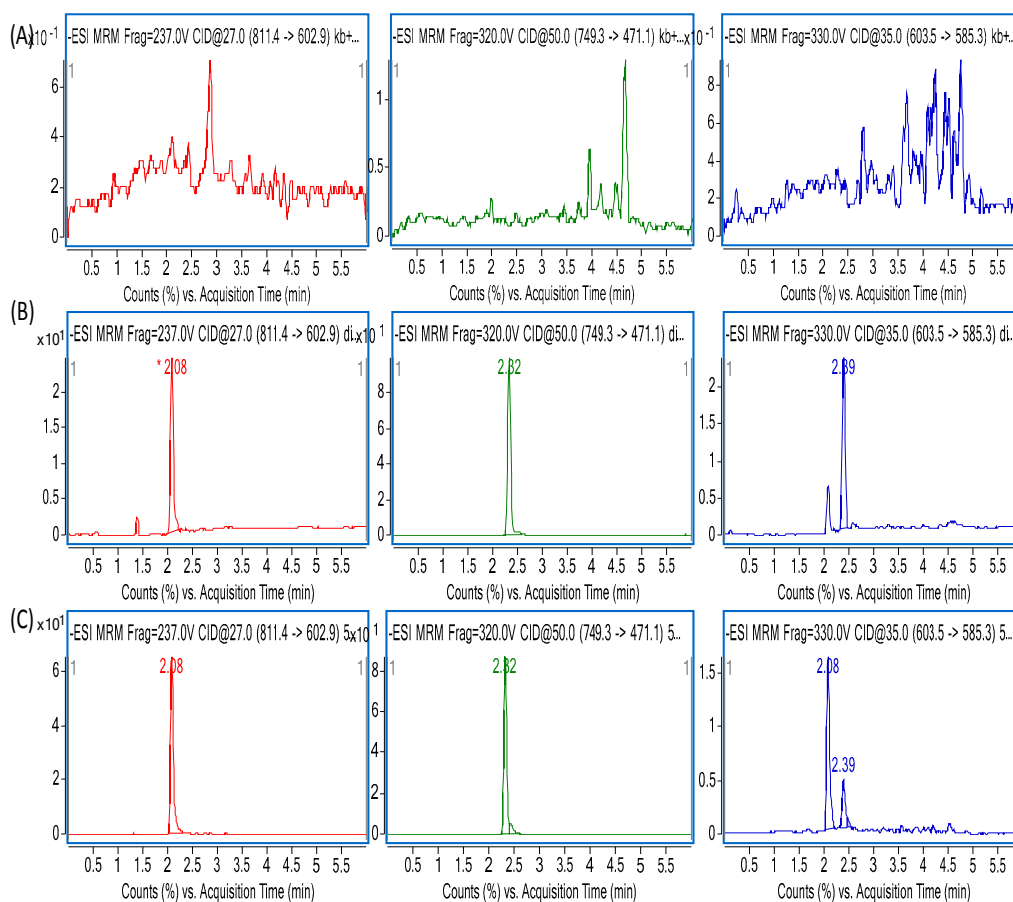 (A)
x10 -1
-ESI MRM Frag=237.0V CID@27.0 (811.4 -> 602.9) kb+...
1 1
6
4
2
0
0.5 1 1.5 2 2.5 3 3.5 4 4.5 5 5.5
Counts (%) vs. Acquisition Time (min)
-ESI MRM Frag=320.0V CID@50.0 (749.3 -> 471.1) kb+...
1 1
1
0.5
0
0.5 1 1.5 2 2.5 3 3.5 4 4.5 5 5.5
Counts (%) vs. Acquisition Time (min)
x10 -1
-ESI MRM Frag=330.0V CID@35.0 (603.5 -> 585.3) kb+...
1 1
8
6
4
2
0
0.5 1 1.5 2 2.5 3 3.5 4 4.5 5 5.5
Counts (%) vs. Acquisition Time (min)
(B)
x10 1
-ESI MRM Frag=237.0V CID@27.0 (811.4 -> 602.9) di...
1 1
* 2.08
2
1.5
1
0.5
0
0.5 1 1.5 2 2.5 3 3.5 4 4.5 5 5.5
Counts (%) vs. Acquisition Time (min)
x10 1
-ESI MRM Frag=320.0V CID@50.0 (749.3 -> 471.1) di...
1 1
2.32
8
6
4
2
0
0.5 1 1.5 2 2.5 3 3.5 4 4.5 5 5.5
Counts (%) vs. Acquisition Time (min)
-ESI MRM Frag=330.0V CID@35.0 (603.5 -> 585.3) di...
1 1
2.39
2
1.5
1
0.5
0
0.5 1 1.5 2 2.5 3 3.5 4 4.5 5 5.5
Counts (%) vs. Acquisition Time (min)
(C)
x10 1
-ESI MRM Frag=237.0V CID@27.0 (811.4 -> 602.9) 5...
1 1
2.08
6
4
2
0
0.5 1 1.5 2 2.5 3 3.5 4 4.5 5 5.5
Counts (%) vs. Acquisition Time (min)
x10 1
-ESI MRM Frag=320.0V CID@50.0 (749.3 -> 471.1) 5...
1 1
2.32
8
6
4
2
0
0.5 1 1.5 2 2.5 3 3.5 4 4.5 5 5.5
Counts (%) vs. Acquisition Time (min)
-ESI MRM Frag=330.0V CID@35.0 (603.5 -> 585.3) 5...
1 1
2.08
2.39
1.5
1
0.5
0
0.5 1 1.5 2 2.5 3 3.5 4 4.5 5 5.5
Counts (%) vs. Acquisition Time (min)